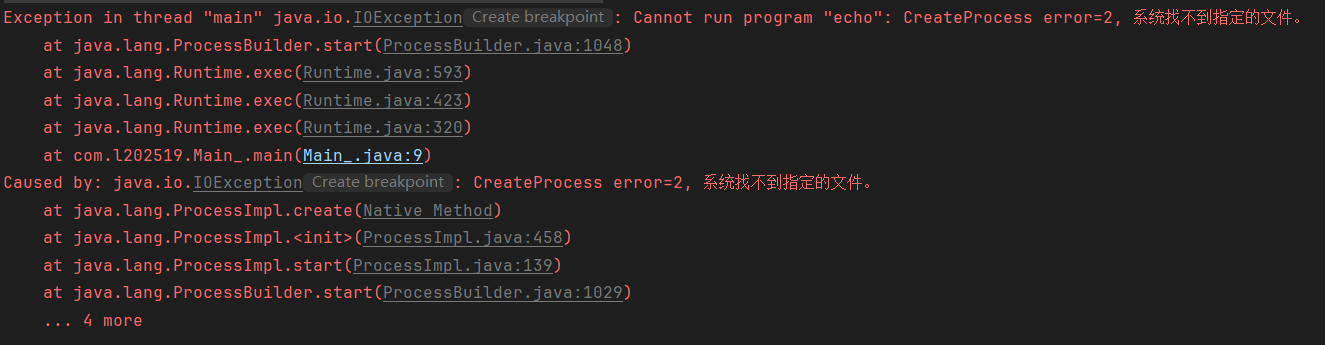 Exception in thread "main" java.io.IOException Create breakpoint : Cannot run program "echo": CreateProcess error=2, 系统找不到指定的文件。
    at java.lang.ProcessBuilder.start(ProcessBuilder.java:1048)
    at java.lang.Runtime.exec(Runtime.java:593)
    at java.lang.Runtime.exec(Runtime.java:423)
    at java.lang.Runtime.exec(Runtime.java:320)
    at com.l202519.Main_.main(Main_.java:9)
Caused by: java.io.IOException Create breakpoint : CreateProcess error=2, 系统找不到指定的文件。
    at java.lang.ProcessImpl.create(Native Method)
    at java.lang.ProcessImpl.<init>(ProcessImpl.java:458)
    at java.lang.ProcessImpl.start(ProcessImpl.java:139)
    at java.lang.ProcessBuilder.start(ProcessBuilder.java:1029)
    ... 4 more